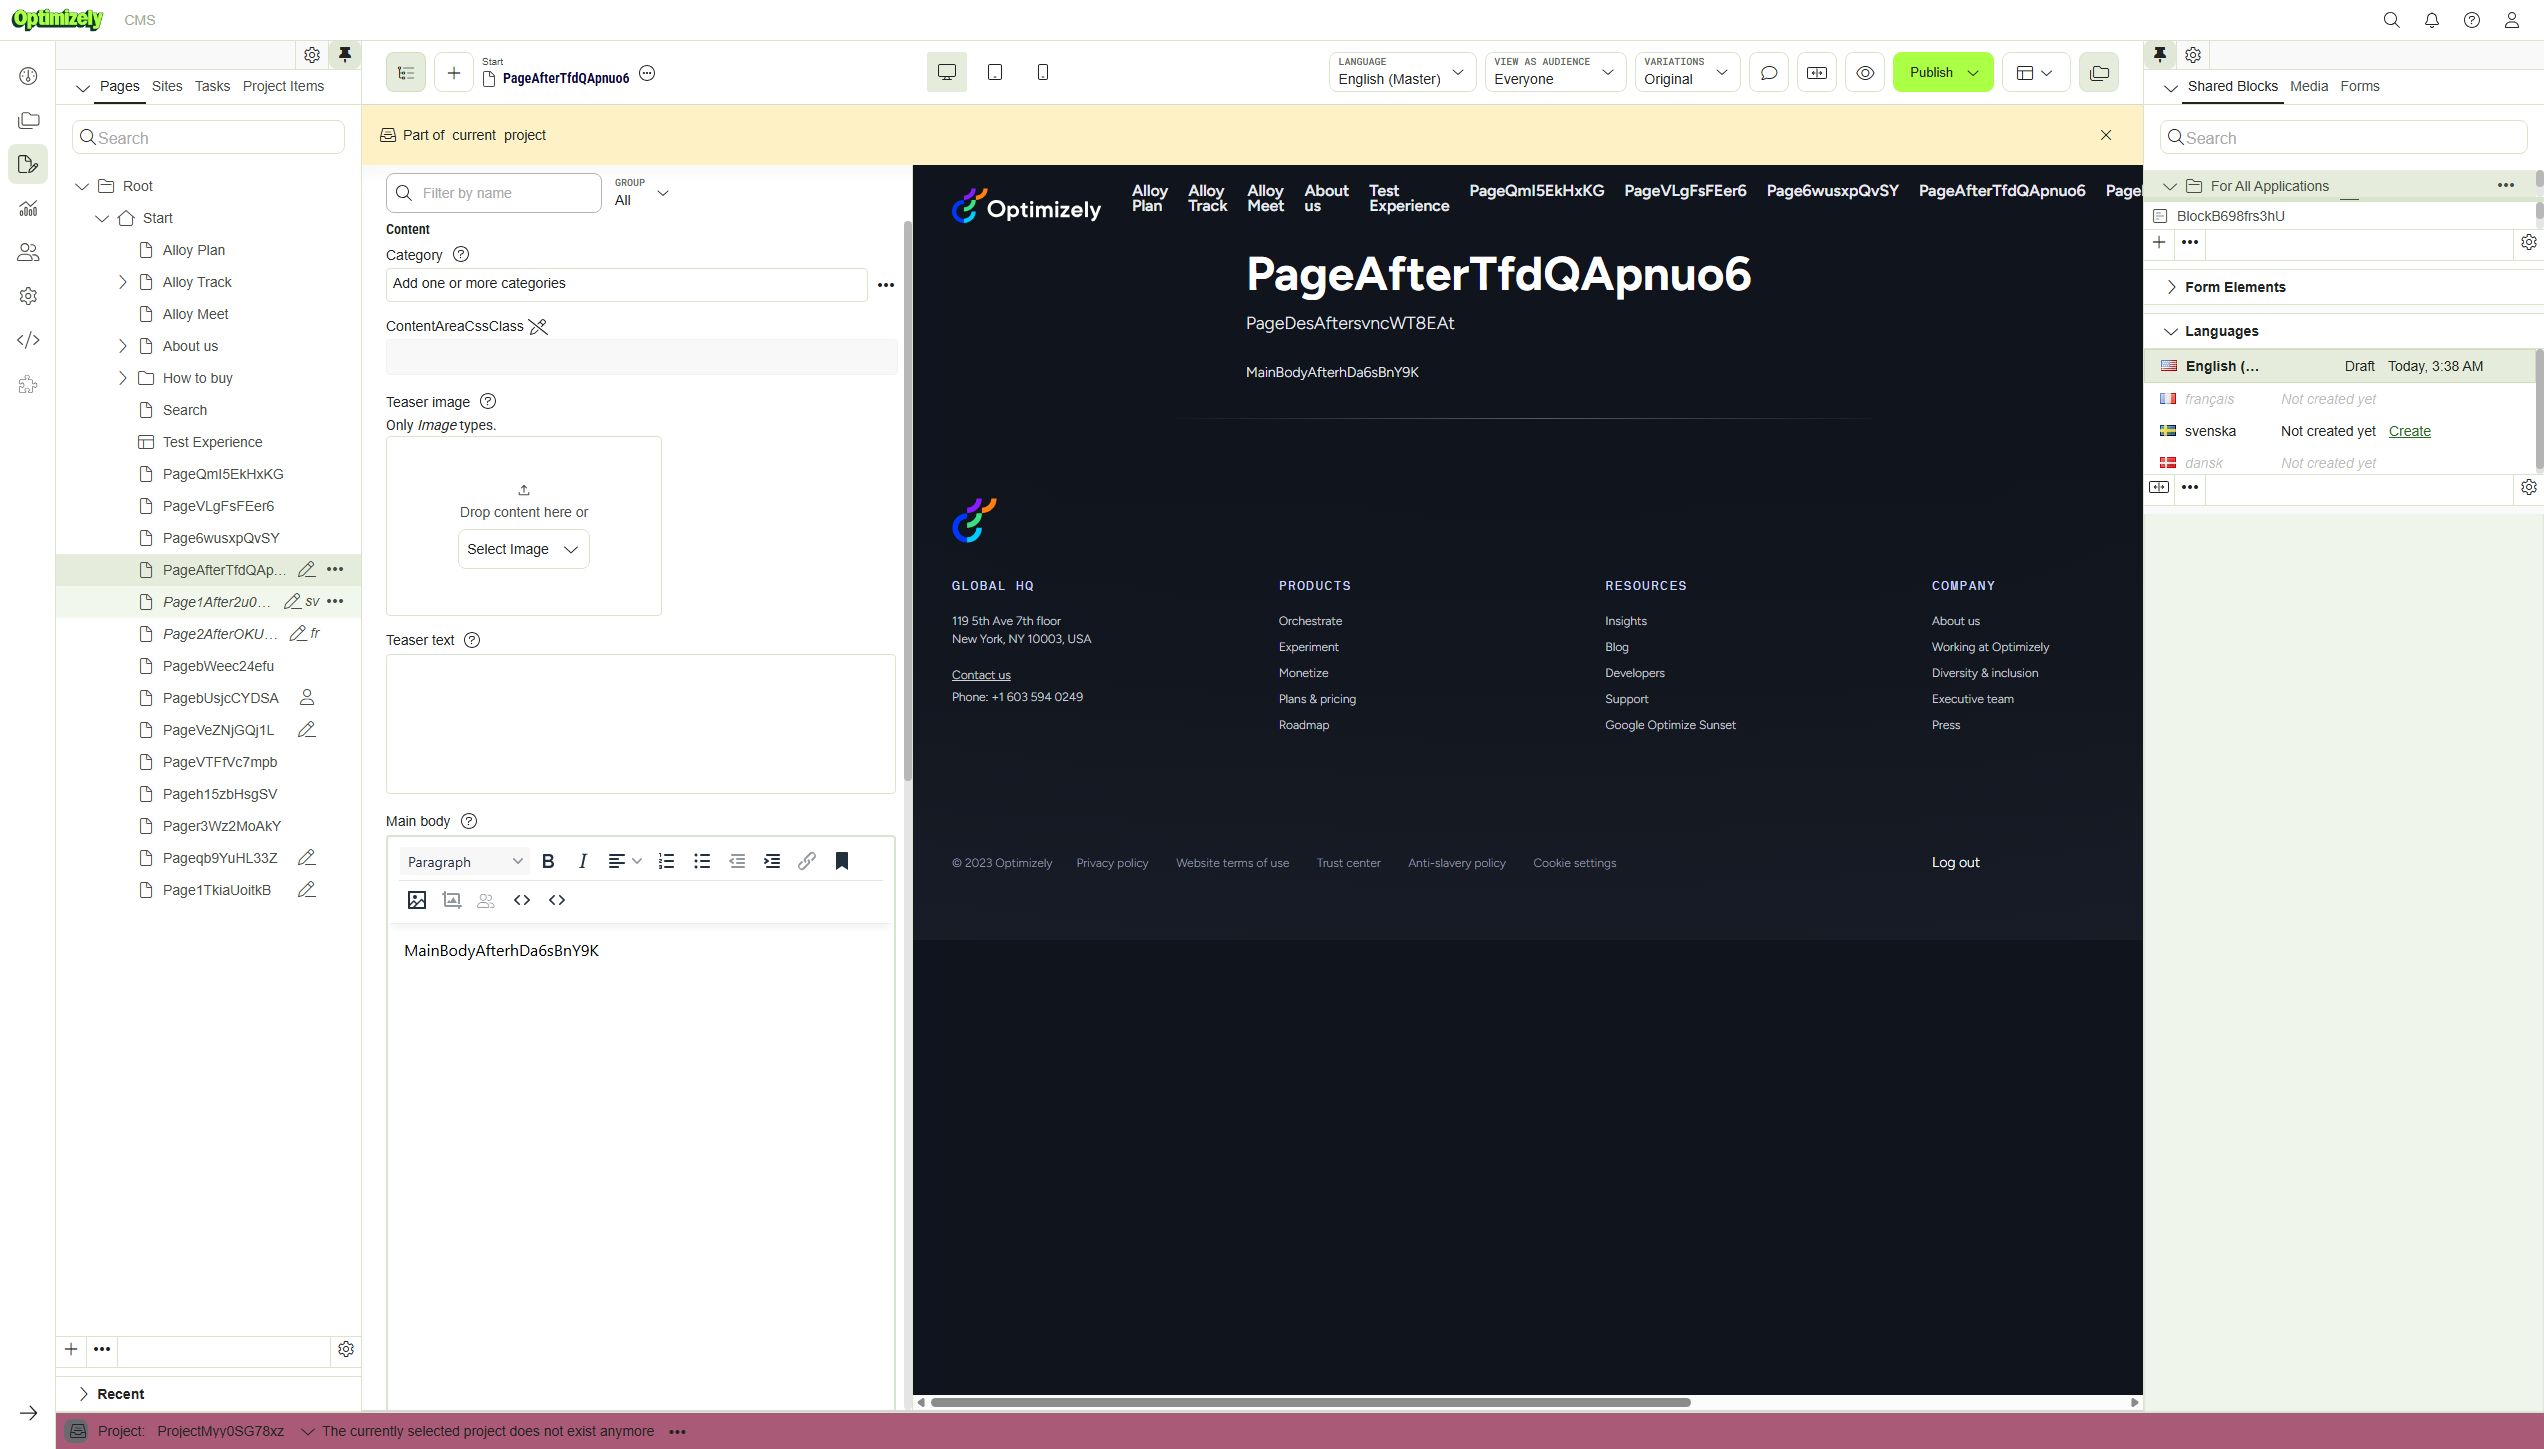 Optimizely CMS
Pages Sites Tasks Project Items
Search
Root
Start
Alloy Plan
Alloy Track
Alloy Meet
About us
How to buy
Search
Test Experience
PageQmI5EkHxKG
PageVLgFsFEer6
Page6wusxpQvSY
PageAfterTfdQAp...
Page1After2u0... sv
Page2AfterOKU... fr
PagebWeec24efu
PagebUsjcCYDSA
PageVeZNjGQj1L
PageVTFfVc7mpb
Pageh15zbHsgSV
Pager3Wz2MoAkY
Pageqb9YuHL33Z
Page1TkiaUoitkB
Recent
Start
PageAfterTfdQApnuo6
LANGUAGE
English (Master)
VIEW AS AUDIENCE
Everyone
VARIATIONS
Original
Publish
Part of current project
Filter by name
GROUP
All
Content
Category
Add one or more categories
ContentAreaCssClass
Teaser image
Only Image types.
Drop content here or
Select Image
Teaser text
Main body
Paragraph
MainBodyAfterhDa6sBnY9K
Optimizely
Alloy Plan
Alloy Track
Alloy Meet
About us
Test Experience
PageQmI5EkHxKG
PageVLgFsFEer6
Page6wusxpQvSY
PageAfterTfdQApnuo6
PageAfterTfdQApnuo6
PageDesAftersvncWT8EAt
MainBodyAfterhDa6sBnY9K
GLOBAL HQ
119 5th Ave 7th floor
New York, NY 10003, USA
Contact us
Phone: +1 603 594 0249
PRODUCTS
Orchestrate
Experiment
Monetize
Plans & pricing
Roadmap
RESOURCES
Insights
Blog
Developers
Support
Google Optimize Sunset
COMPANY
About us
Working at Optimizely
Diversity & inclusion
Executive team
Press
© 2023 Optimizely Privacy policy Website terms of use Trust center Anti-slavery policy Cookie settings Log out
Shared Blocks Media Forms
Search
For All Applications
BlockB698frs3hU
Form Elements
Languages
English (... Draft Today, 3:38 AM
français Not created yet
svenska Not created yet Create
dansk Not created yet
Project: ProjectMyy0SG78xz The currently selected project does not exist anymore